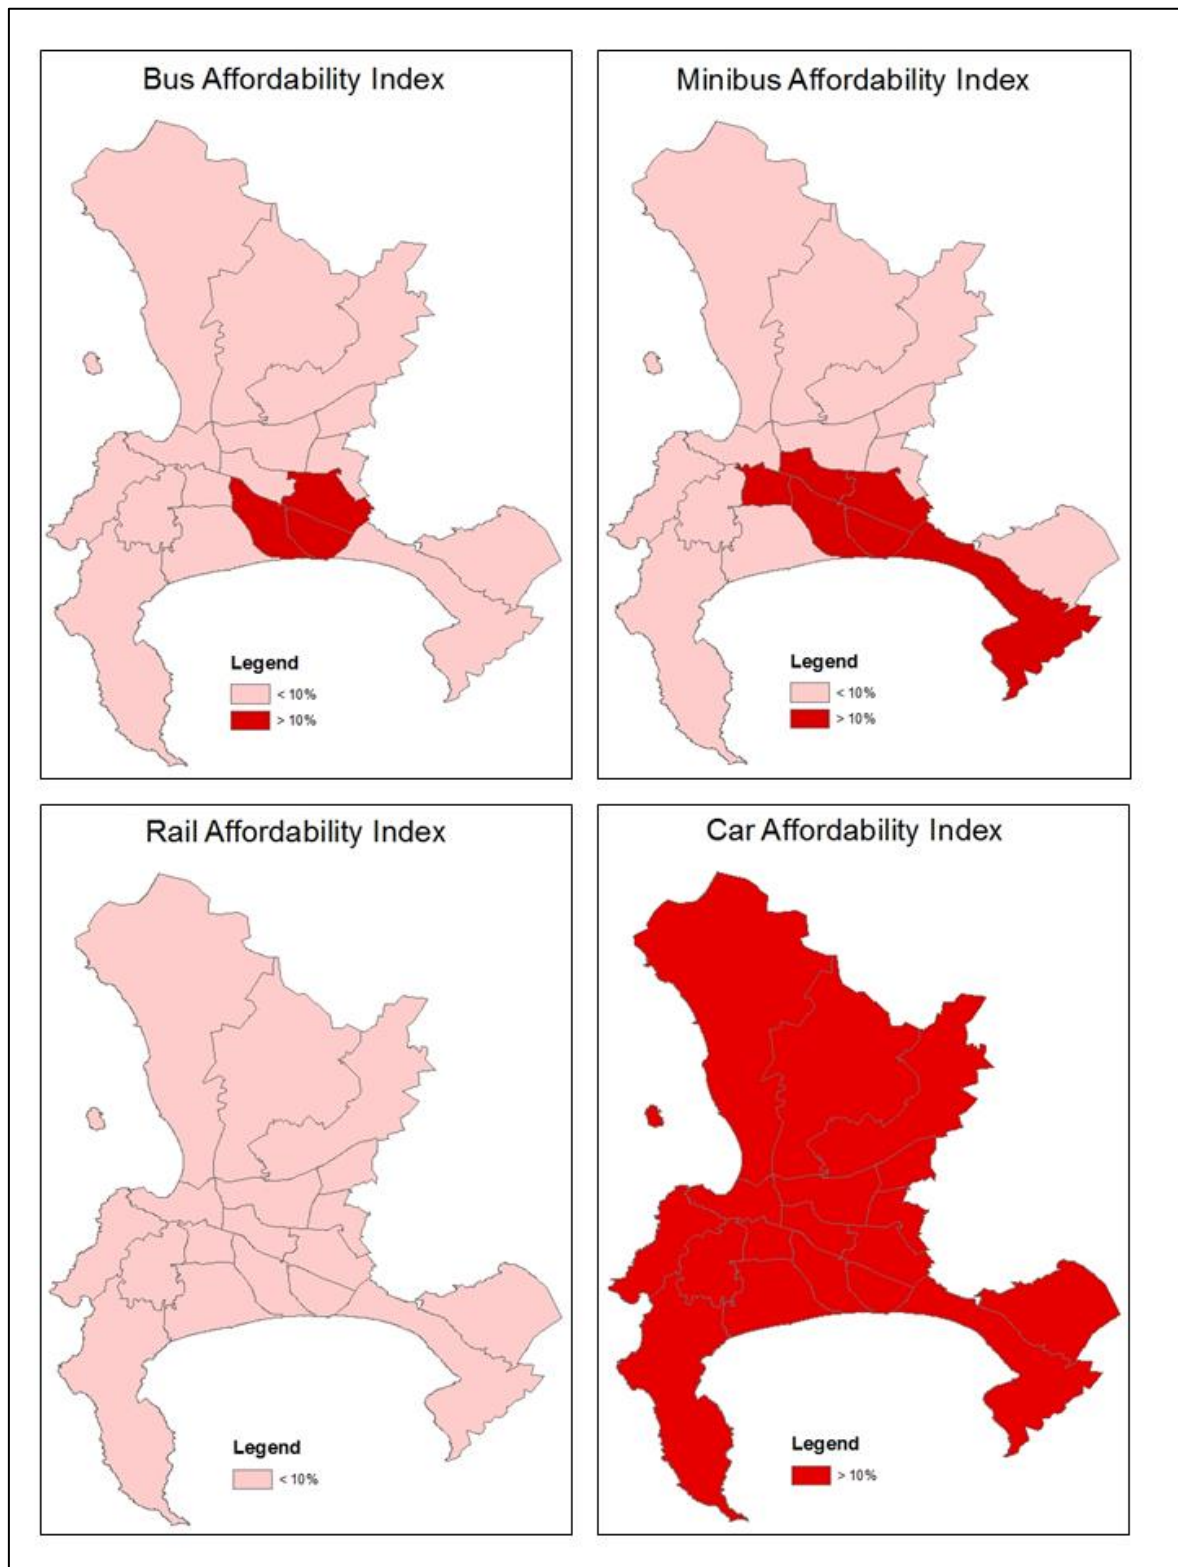 Bus Affordability Index
Legend
< 10%
> 10%
Minibus Affordability Index
Legend
< 10%
> 10%
Rail Affordability Index
Legend
< 10%
Car Affordability Index
Legend
> 10%